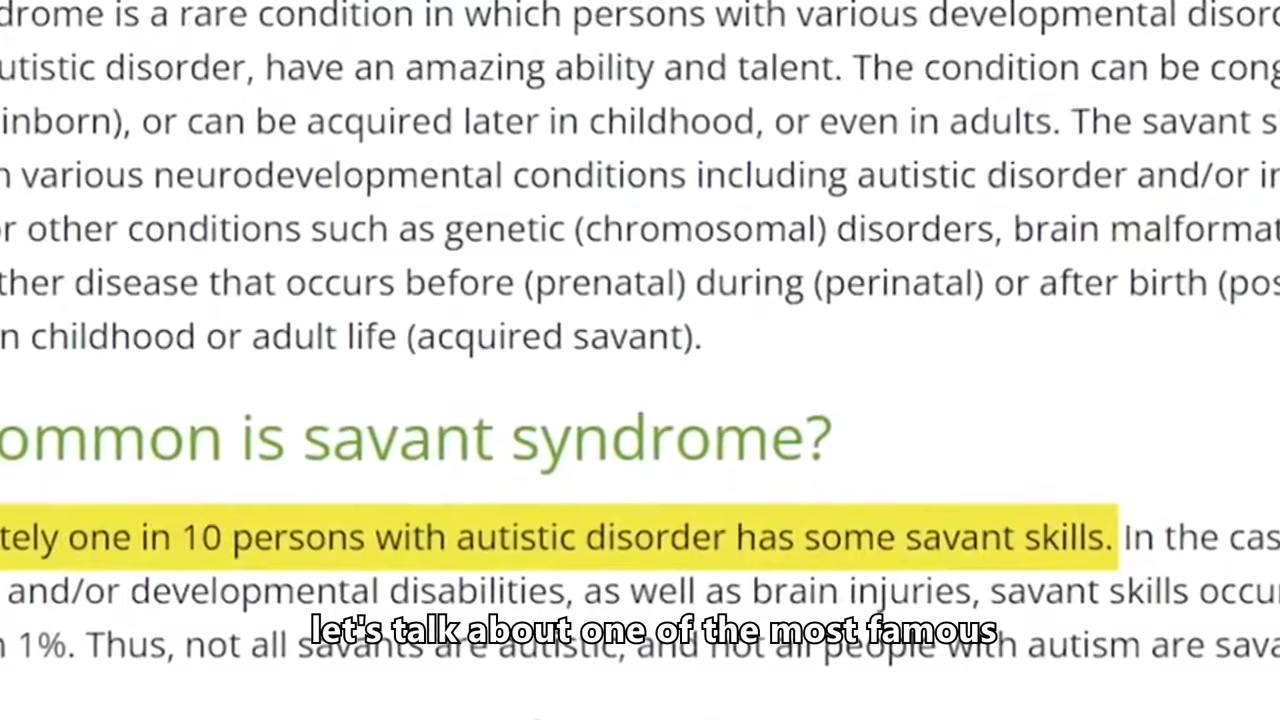 drome is a rare condition in which persons with various developmental disor
utistic disorder, have an amazing ability and talent. The condition can be cong
inborn), or can be acquired later in childhood, or even in adults. The savant s
n various neurodevelopmental conditions including autistic disorder and/or in
or other conditions such as genetic (chromosomal) disorders, brain malformat
ther disease that occurs before (prenatal) during (perinatal) or after birth (pos
n childhood or adult life (acquired savant).
ommon is savant syndrome?
tely one in 10 persons with autistic disorder has some savant skills. In the cas
and/or developmental disabilities, as well as brain injuries, savant skills occu
let's talk about one of the most famous
n 1%. Thus, not all savants are autistic, and not all people with autism are sava